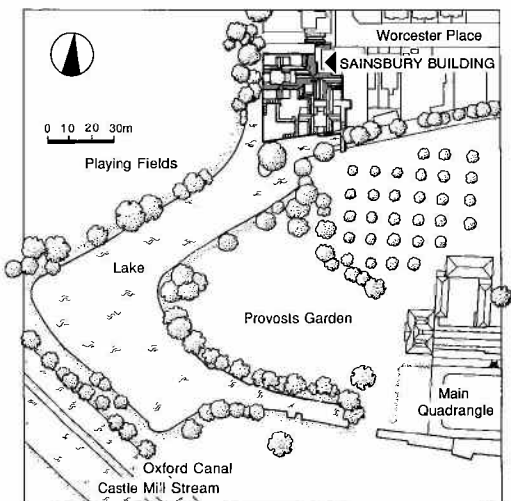 Worcester Place
SAINSBURY BUILDING
0 10 20 30m
Playing Fields
Lake
Provosts Garden
Main
Quadrangle
Oxford Canal
Castle Mill Stream